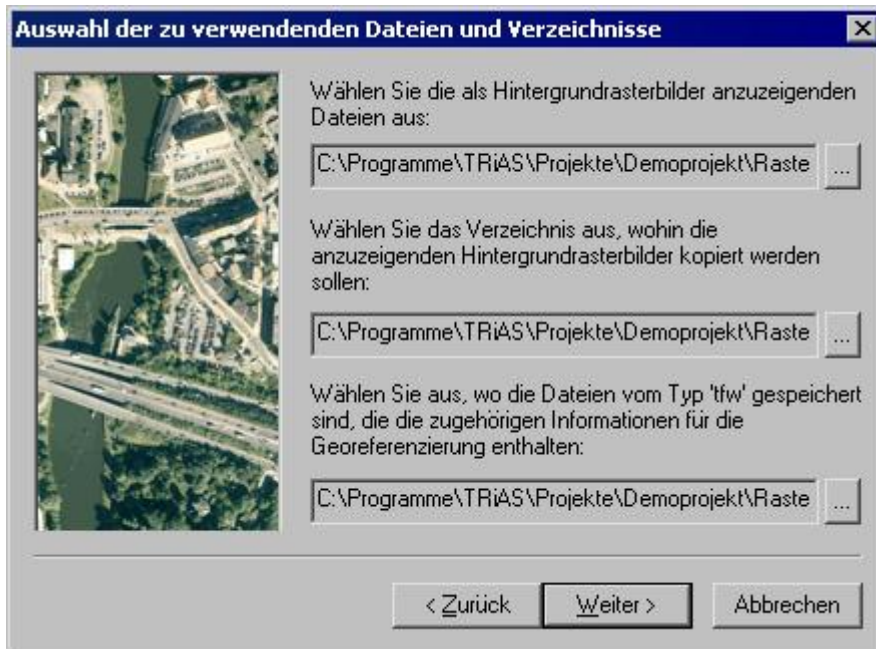 Auswahl der zu verwendenden Dateien und Verzeichnisse
Wählen Sie die als Hintergrundrasterbilder anzuzeigenden
Dateien aus:
C:\Programme\TRiAS\Projekte\Demoprojekt\Raste
...
Wählen Sie das Verzeichnis aus, wohin die
anzuzeigenden Hintergrundrasterbilder kopiert werden
sollen:
C:\Programme\TRiAS\Projekte\Demoprojekt\Raste
...
Wählen Sie aus, wo die Dateien vom Typ 'tfw' gespeichert
sind, die die zugehörigen Informationen für die
Georeferenzierung enthalten:
C:\Programme\TRiAS\Projekte\Demoprojekt\Raste
...
< Zurück
Weiter >
Abbrechen